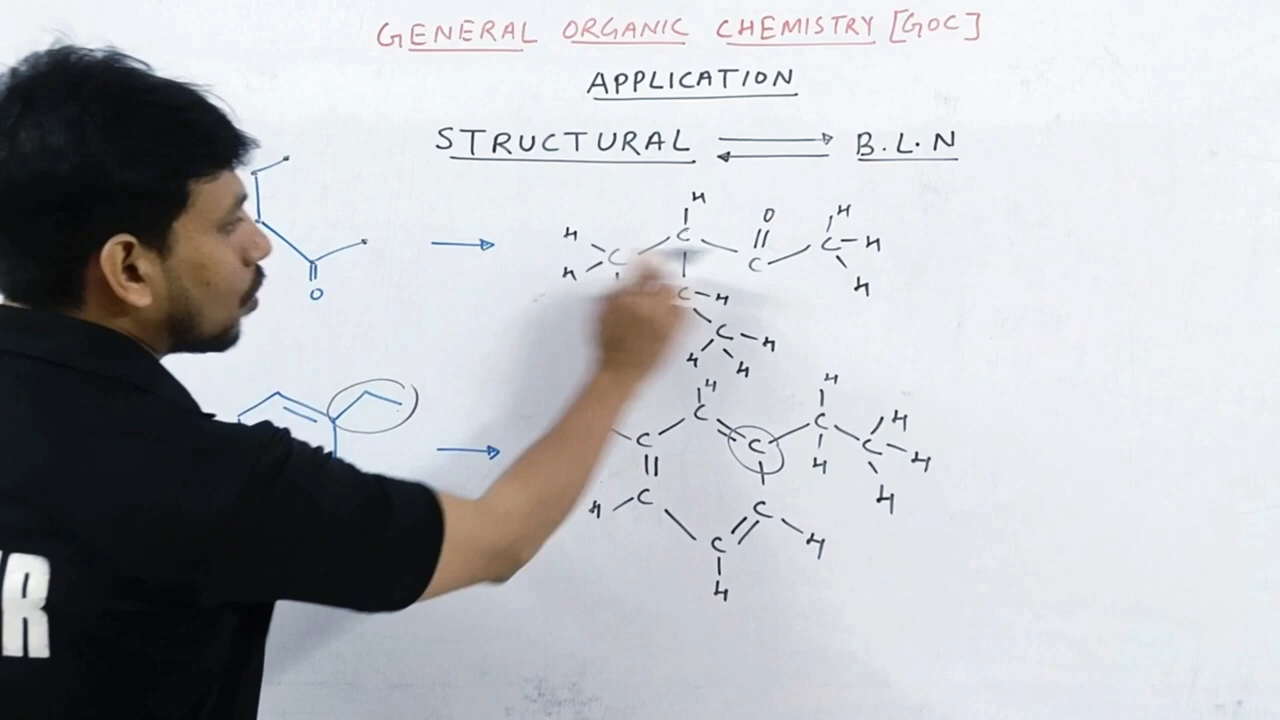 GENERAL ORGANIC CHEMISTRY [GOC]
APPLICATION
STRUCTURAL ⇌ B.L.N
H
H C O H
H C C C H
H
O C H
C H
H H
H H
C C H
C C C H
H
H C C H
C H
H
R